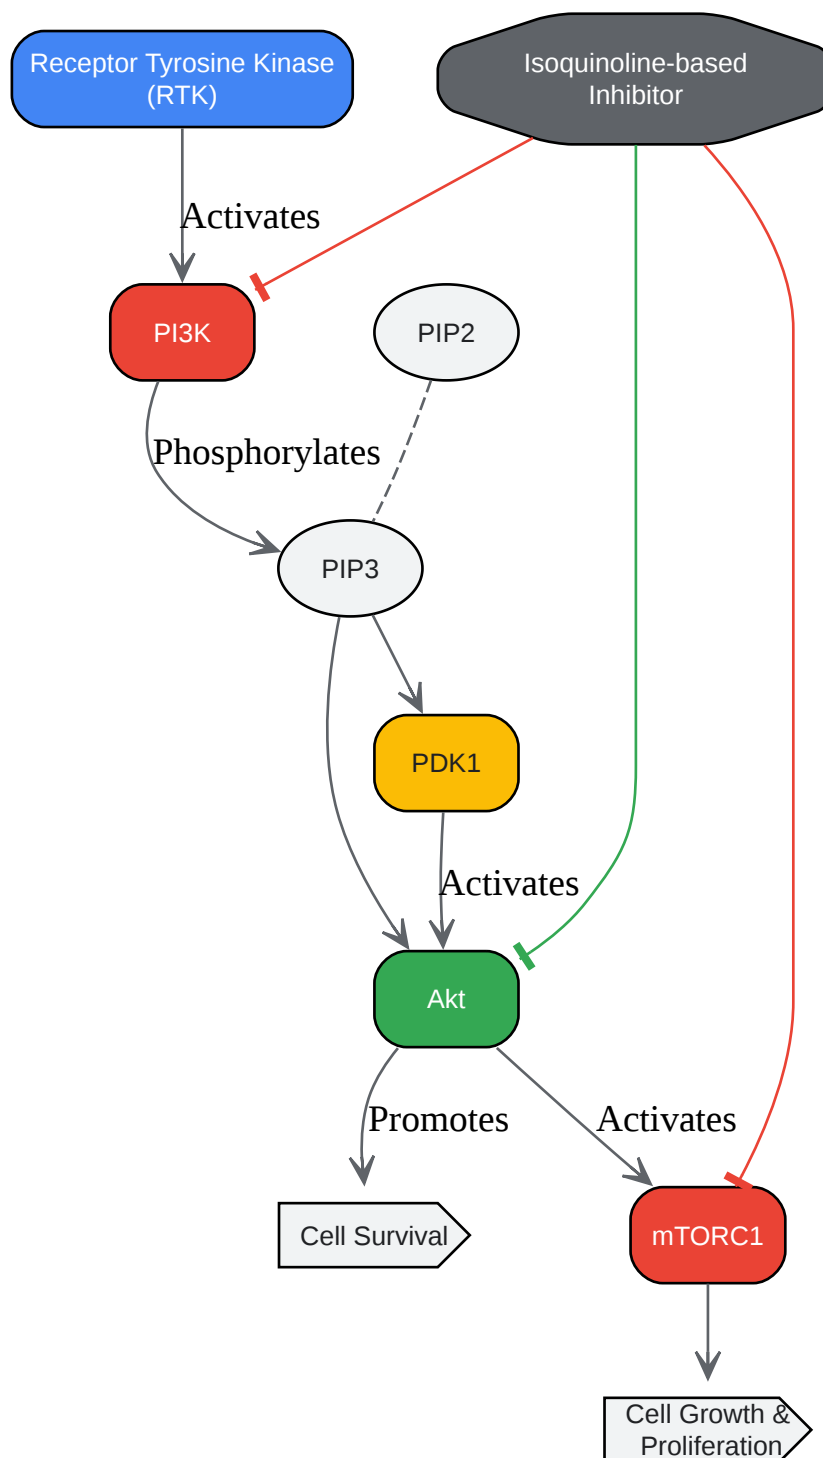 Receptor Tyrosine Kinase
(RTK)
Isoquinoline-based
Inhibitor
Activates
PI3K
PIP2
Phosphorylates
PIP3
PDK1
Activates
Akt
Promotes
Activates
Cell Survival
mTORC1
Cell Growth &
Proliferation